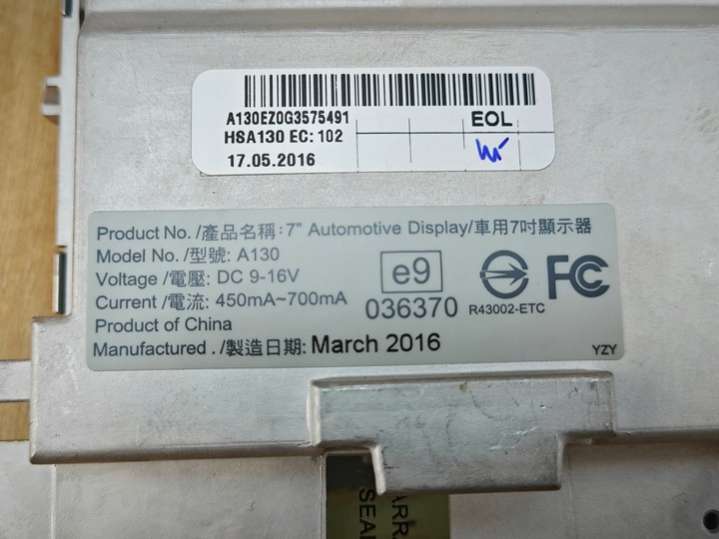 A130EZ0G3575491
EOL
HSA130 EC: 102
17.05.2016
Product No. /產品名稱: 7" Automotive Display/車用7吋顯示器
Model No. /型號: A130
Voltage /電壓: DC 9-16V
Current /電流: 450mA~700mA
Product of China
Manufactured . /製造日期: March 2016
e9
036370
R43002-ETC
FC
YZY